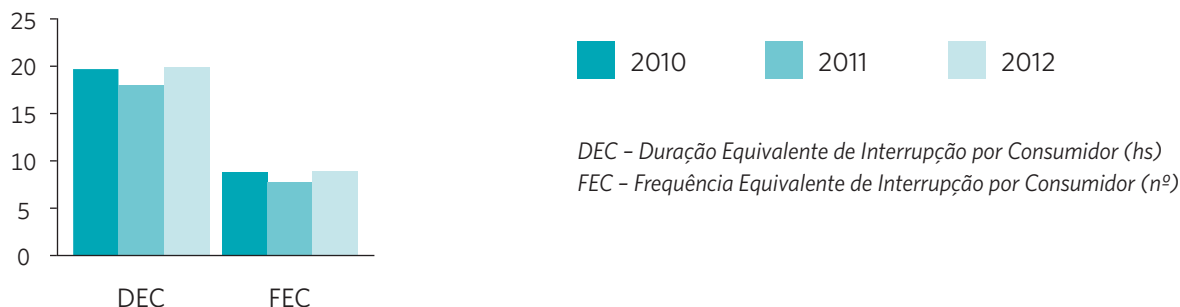 25
20
15
10
5
0
DEC
FEC
2010
2011
2012
DEC – Duração Equivalente de Interrupção por Consumidor (hs)
FEC – Frequência Equivalente de Interrupção por Consumidor (nº)